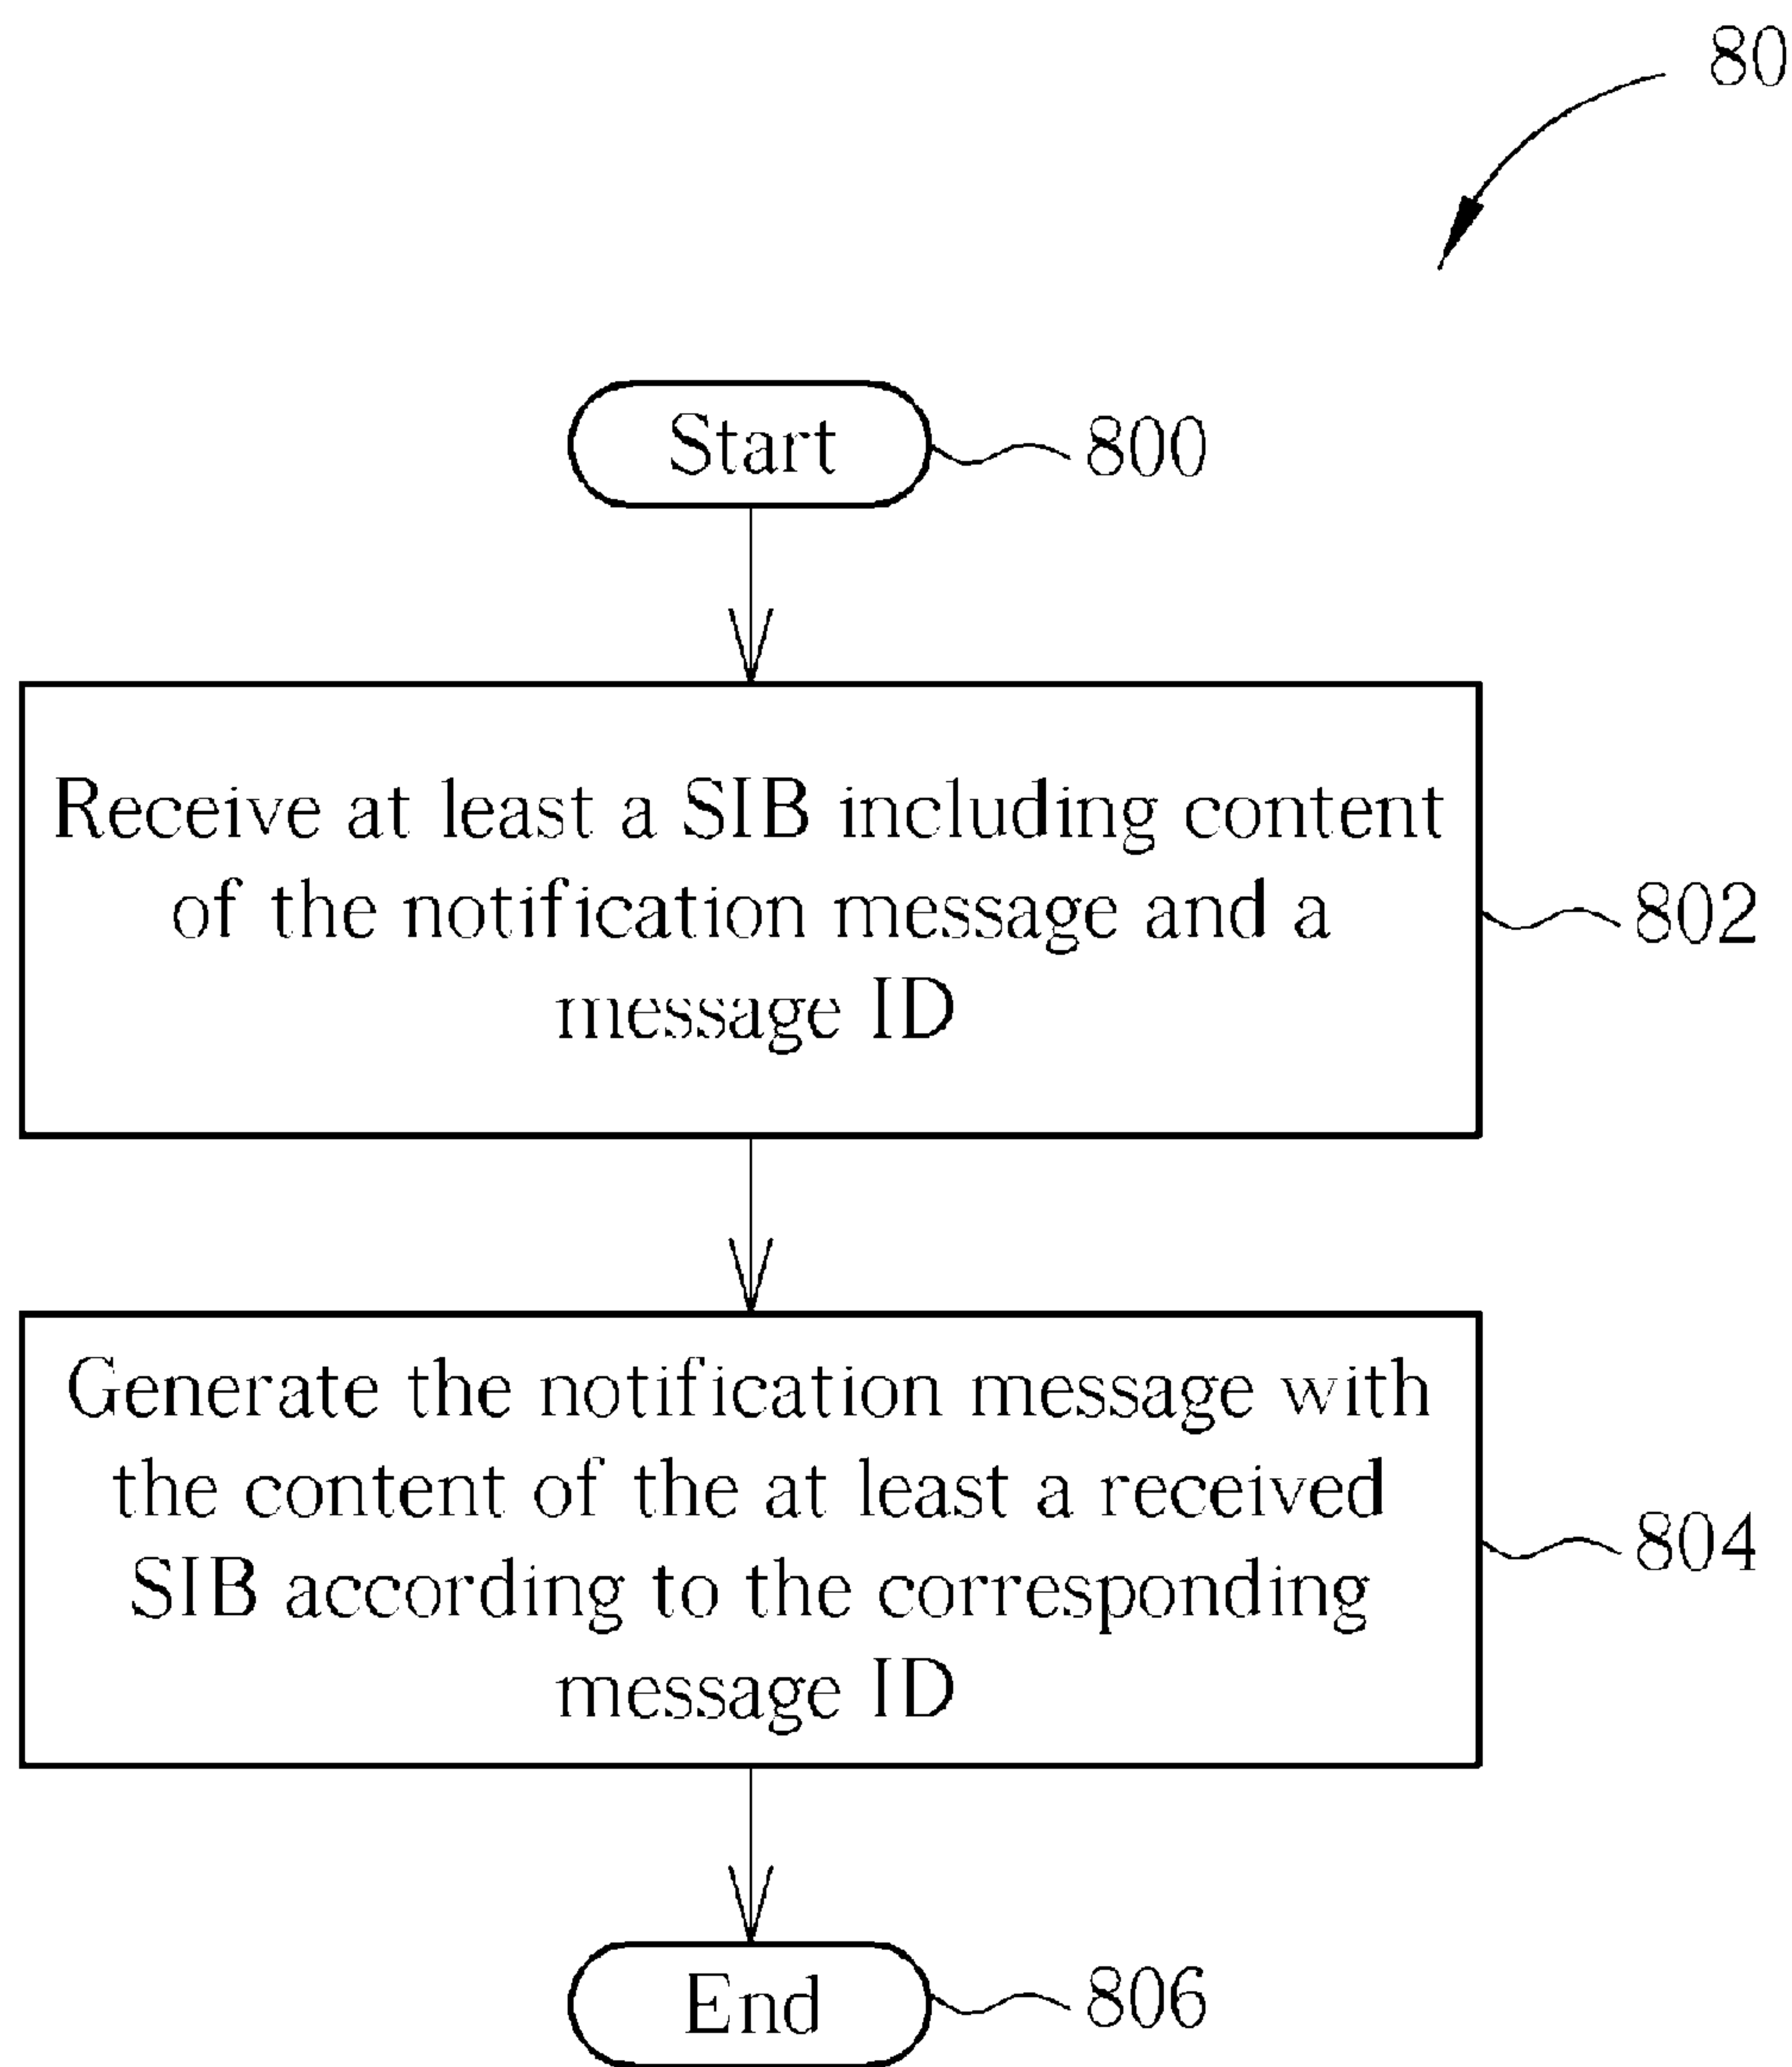 80
Start
800
Receive at least a SIB including content
of the notification message and a
message ID
802
Generate the notification message with
the content of the at least a received
SIB according to the corresponding
message ID
804
End
806